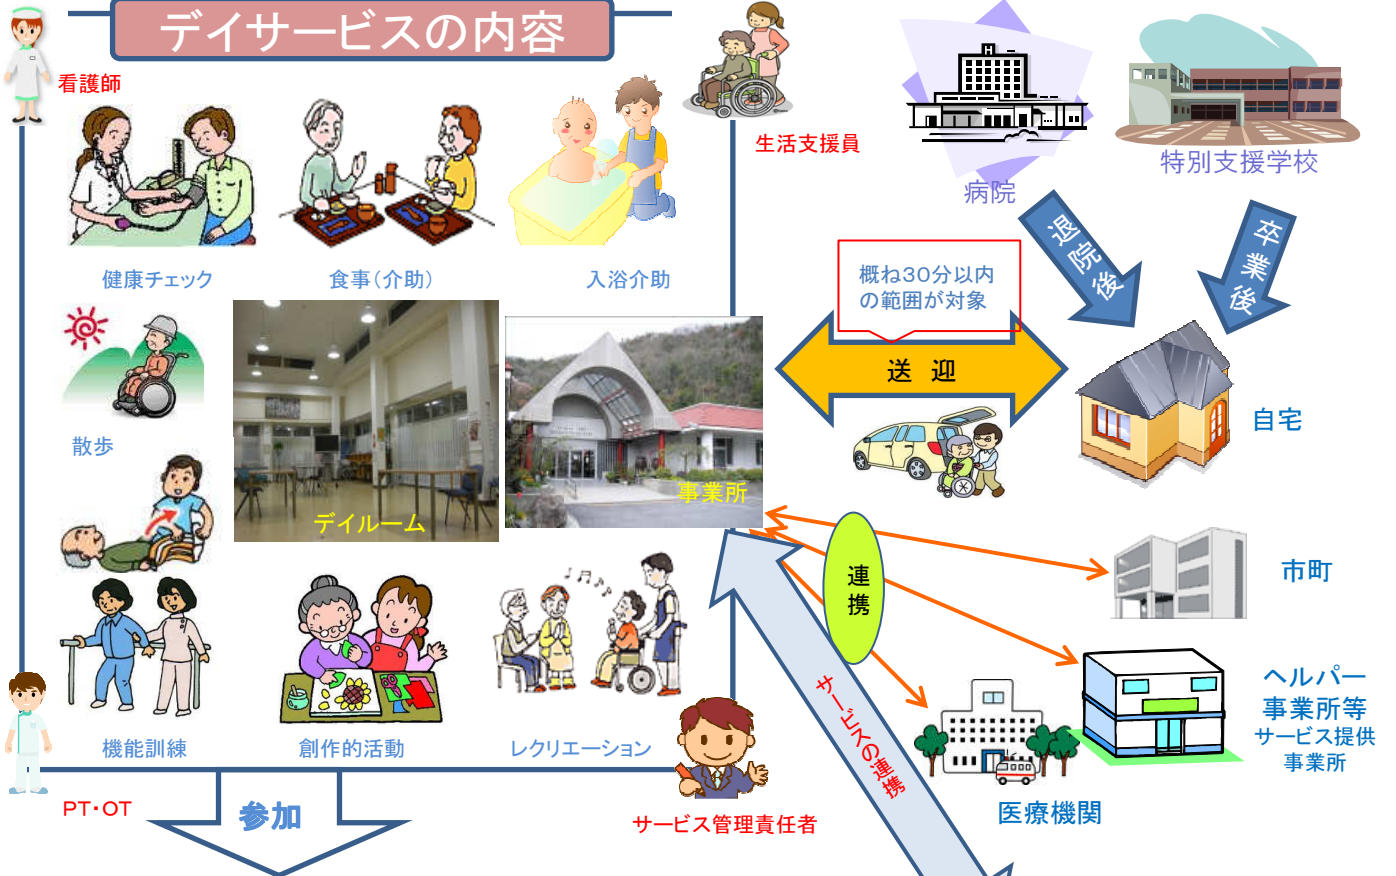 デイサービスの内容
看護師
生活支援員
病院
特別支援学校
退院後
卒業後
健康チェック
食事(介助)
入浴介助
概ね30分以内
の範囲が対象
送 迎
自宅
散歩
デイルーム
事業所
連携
市町
サービスの連携
ヘルパー
事業所等
サービス提供
事業所
機能訓練
創作的活動
レクリエーション
医療機関
PT・OT
参加
サービス管理責任者